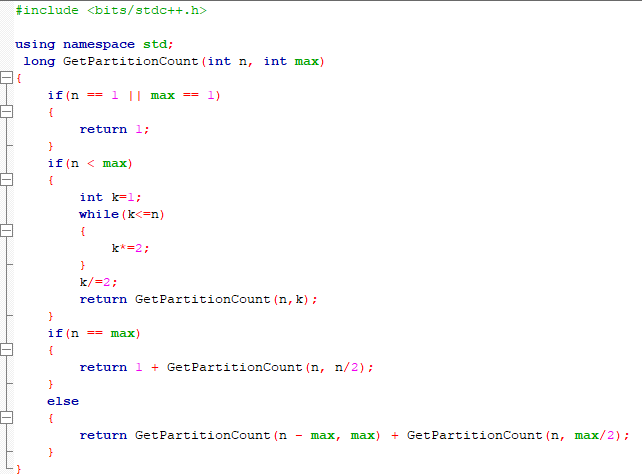 #include <bits/stdc++.h>
using namespace std;
long GetPartitionCount(int n, int max)
{
if(n == 1 || max == 1)
{
return 1;
}
if(n < max)
{
int k=1;
while(k<=n)
{
k*=2;
}
k/=2;
return GetPartitionCount(n,k);
}
if(n == max)
{
return 1 + GetPartitionCount(n, n/2);
}
else
{
return GetPartitionCount(n - max, max) + GetPartitionCount(n, max/2);
}
}